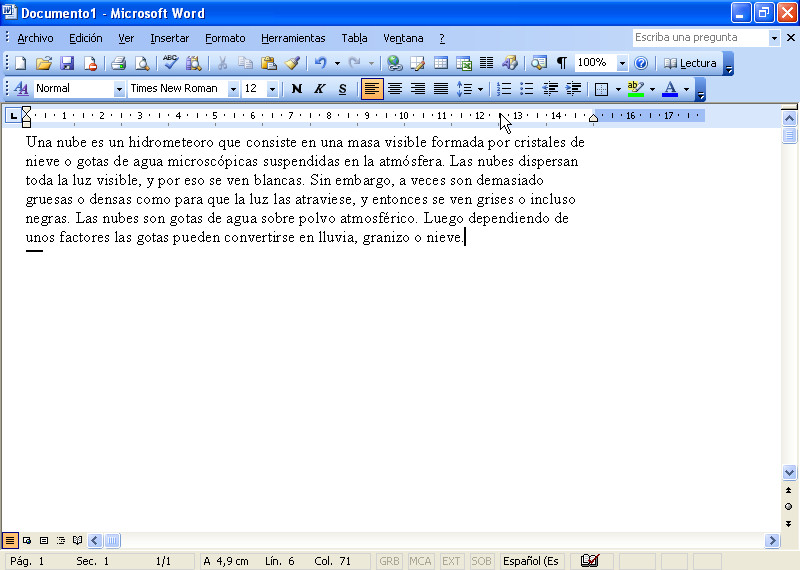 Documento1 - Microsoft Word
Archivo Edición Ver Insertar Formato Herramientas Tabla Ventana ? Escriba una pregunta
100% Lectura
Normal Times New Roman 12 N K S
1 2 3 4 5 6 7 8 9 10 11 12 13 14 16 17
Una nube es un hidrometeoro que consiste en una masa visible formada por cristales de
nieve o gotas de agua microscópicas suspendidas en la atmósfera. Las nubes dispersan
toda la luz visible, y por eso se ven blancas. Sin embargo, a veces son demasiado
gruesas o densas como para que la luz las atraviese, y entonces se ven grises o incluso
negras. Las nubes son gotas de agua sobre polvo atmosférico. Luego dependiendo de
unos factores las gotas pueden convertirse en lluvia, granizo o nieve.
Pág. 1 Sec. 1 1/1 A 4,9 cm Lín. 6 Col. 71 GRB MCA EXT SOB Español (Es